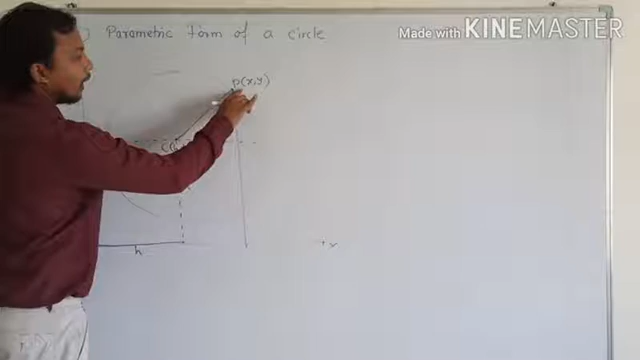 Parametric form of a circle
Made with KINEMASTER
P(x,y)
h
x